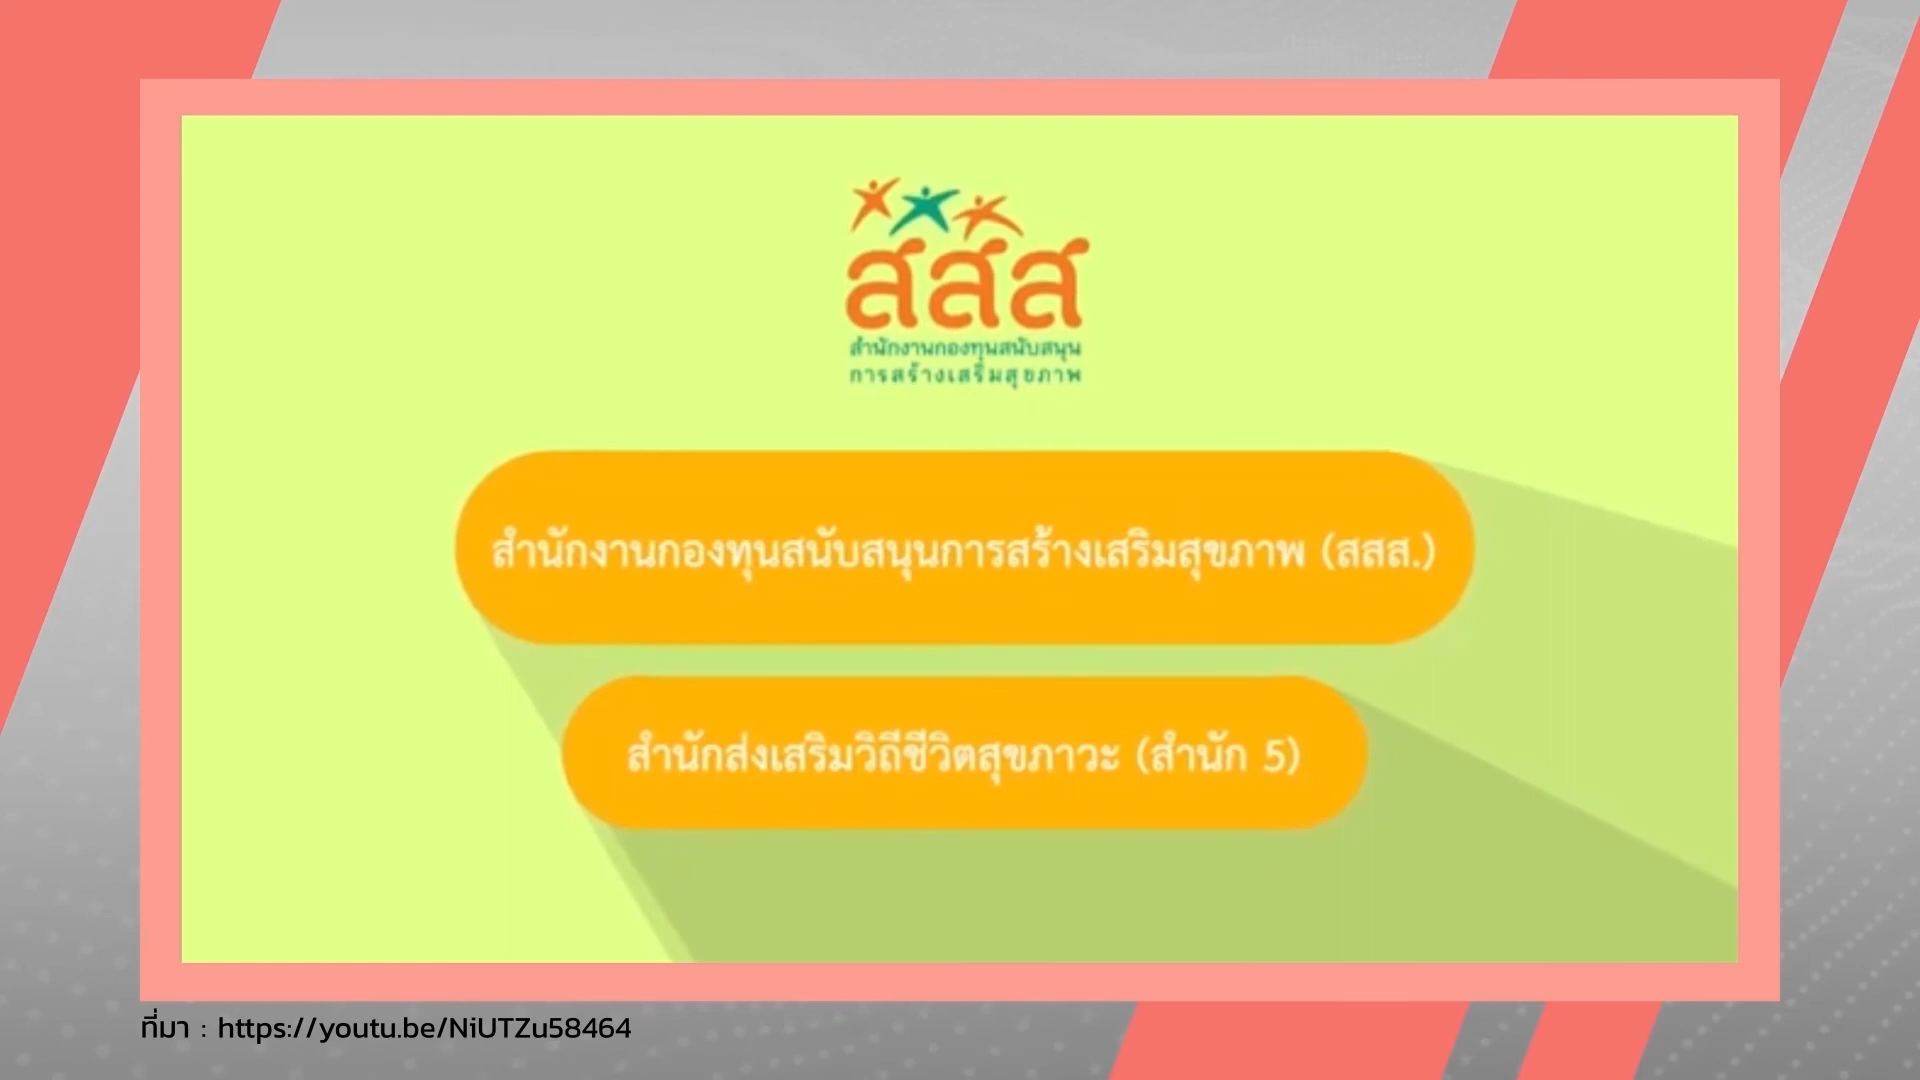 สสส
สำนักงานกองทุนสนับสนุน
การสร้างเสริมสุขภาพ
สำนักงานกองทุนสนับสนุนการสร้างเสริมสุขภาพ (สสส.)
สำนักส่งเสริมวิถีชีวิตสุขภาวะ (สำนัก 5)
ที่มา : https://youtu.be/NiUTZu58464